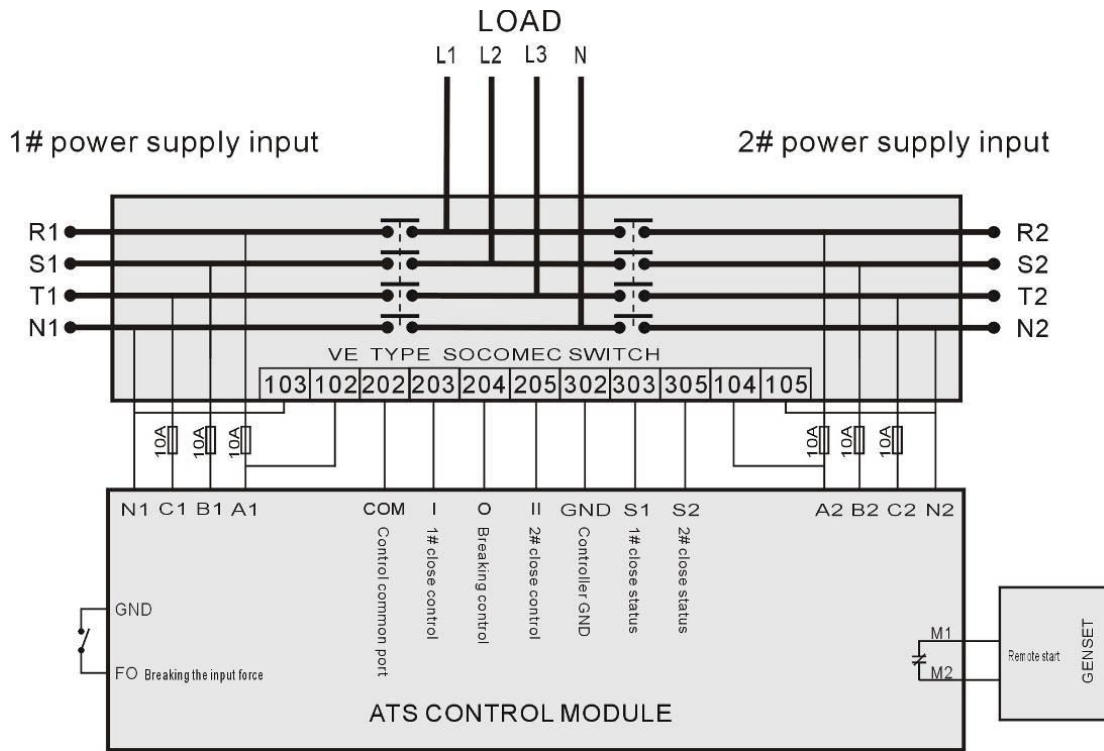 LOAD
L1 L2 L3 N
1# power supply input
2# power supply input
R1
S1
T1
N1
R2
S2
T2
N2
VE TYPE SOCOMEC SWITCH
103 102 202 203 204 205 302 303 305 104 105
10A 10A 10A
10A 10A 10A
N1 C1 B1 A1 COM I O II GND S1 S2 A2 B2 C2 N2
Control common port
1# close control
Breaking control
2# close control
Controller GND
1# close status
2# close status
GND
FO Breaking the input force
M1
M2
Remote start
GENSET
ATS CONTROL MODULE